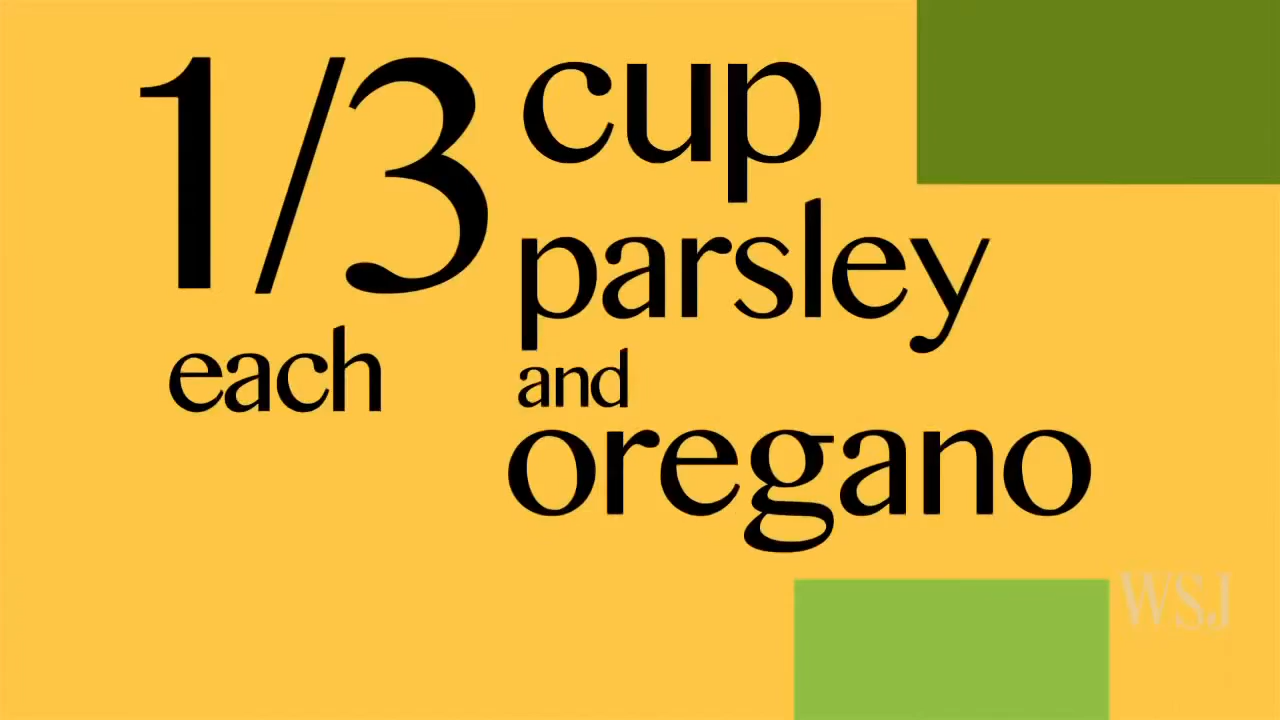 1/3 cup
parsley
each and
oregano
WSJ